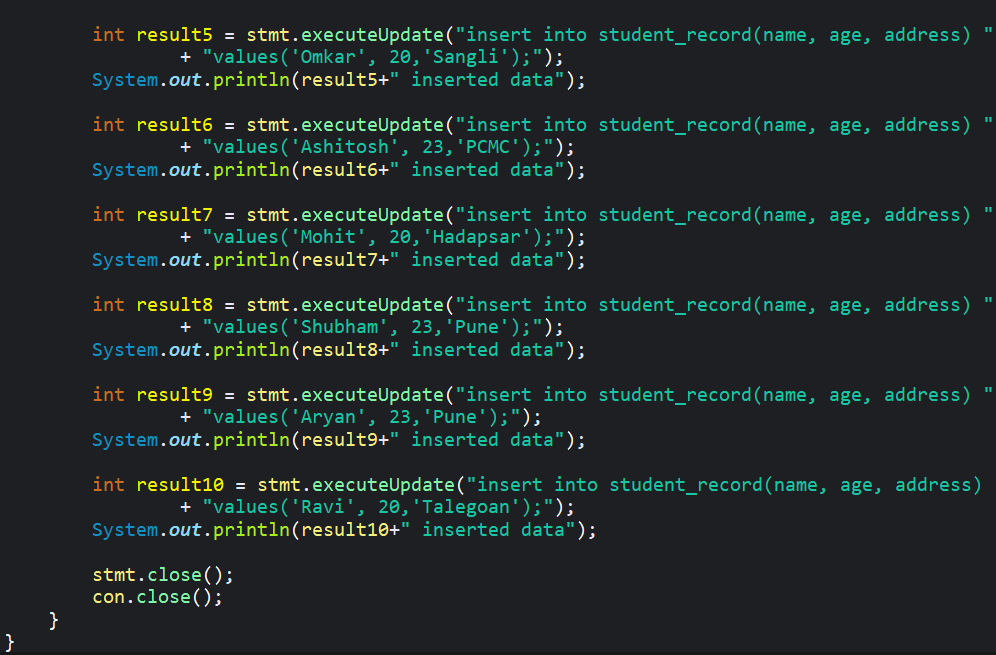 int result5 = stmt.executeUpdate("insert into student_record(name, age, address) "
+ "values('Omkar', 20,'Sangli');");
System.out.println(result5+" inserted data");
int result6 = stmt.executeUpdate("insert into student_record(name, age, address) "
+ "values('Ashitosh', 23,'PCMC');");
System.out.println(result6+" inserted data");
int result7 = stmt.executeUpdate("insert into student_record(name, age, address) "
+ "values('Mohit', 20,'Hadapsar');");
System.out.println(result7+" inserted data");
int result8 = stmt.executeUpdate("insert into student_record(name, age, address) "
+ "values('Shubham', 23,'Pune');");
System.out.println(result8+" inserted data");
int result9 = stmt.executeUpdate("insert into student_record(name, age, address) "
+ "values('Aryan', 23,'Pune');");
System.out.println(result9+" inserted data");
int result10 = stmt.executeUpdate("insert into student_record(name, age, address)
+ "values('Ravi', 20,'Talegoan');");
System.out.println(result10+" inserted data");
stmt.close();
con.close();
}
}